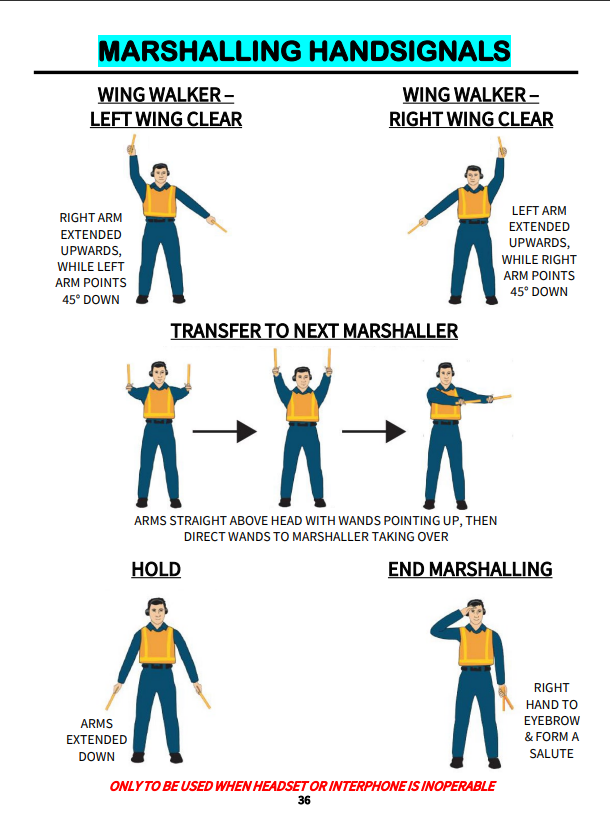 MARSHALLING HANDSIGNALS
WING WALKER –
LEFT WING CLEAR
WING WALKER –
RIGHT WING CLEAR
RIGHT ARM
EXTENDED
UPWARDS,
WHILE LEFT
ARM POINTS
45° DOWN
LEFT ARM
EXTENDED
UPWARDS,
WHILE RIGHT
ARM POINTS
45° DOWN
TRANSFER TO NEXT MARSHALLER
ARMS STRAIGHT ABOVE HEAD WITH WANDS POINTING UP, THEN
DIRECT WANDS TO MARSHALLER TAKING OVER
HOLD
END MARSHALLING
ARMS
EXTENDED
DOWN
RIGHT
HAND TO
EYEBROW
& FORM A
SALUTE
ONLY TO BE USED WHEN HEADSET OR INTERPHONE IS INOPERABLE
36